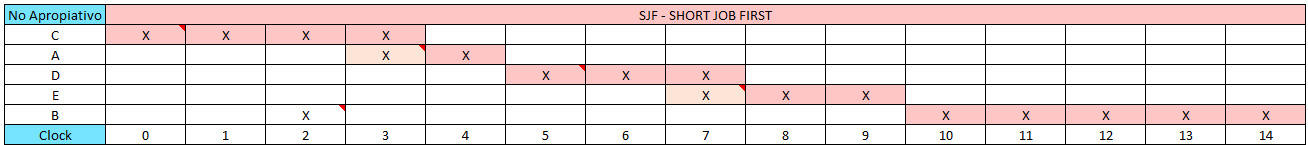 No Apropiativo SJF - SHORT JOB FIRST
C X X X X
A X X
D X X X
E X X X
B X X X X X X
Clock 0 1 2 3 4 5 6 7 8 9 10 11 12 13 14